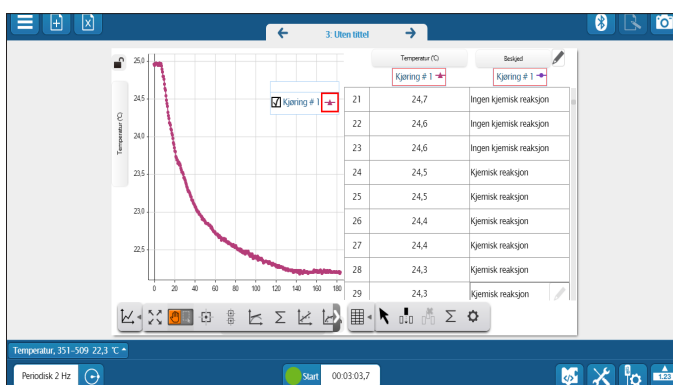 3: Uten tittel
Temperatur (°C)
25,0
24,5
24,0
23,5
23,0
22,5
0 20 40 60 80 100 120 140 160 180
Kjøring # 1
Temperatur (°C) Beskjed
Kjøring # 1 Kjøring # 1
21 24,7 Ingen kjemisk reaksjon
22 24,6 Ingen kjemisk reaksjon
23 24,6 Ingen kjemisk reaksjon
24 24,5 Kjemisk reaksjon
25 24,5 Kjemisk reaksjon
26 24,4 Kjemisk reaksjon
27 24,4 Kjemisk reaksjon
28 24,3 Kjemisk reaksjon
29 24,3 Kjemisk reaksjon
Temperatur, 351-509 22,3 °C
Periodisk 2 Hz Start 00:03:03,7 1.23